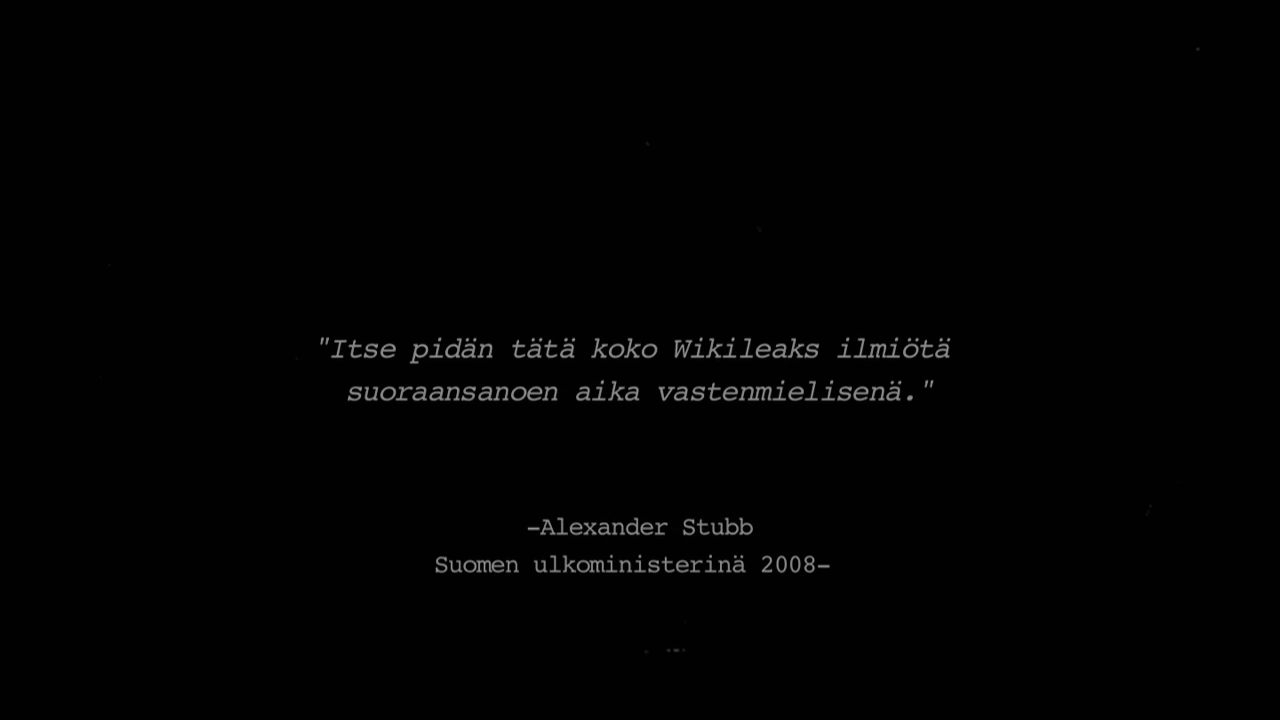 "Itse pidän tätä koko Wikileaks ilmiötä
suoraansanoen aika vastenmielisenä."
-Alexander Stubb
Suomen ulkoministerinä 2008-